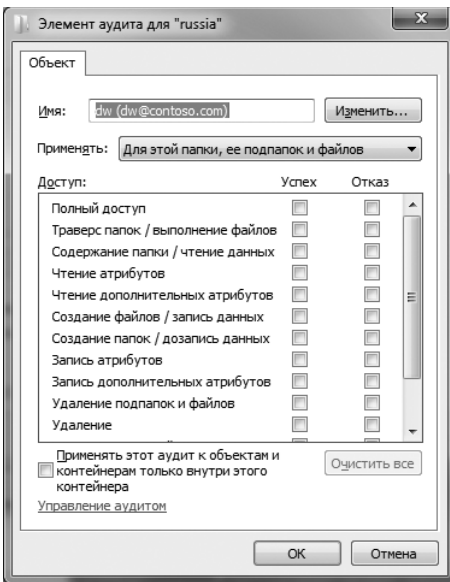 Элемент аудита для "russia"
Объект
Имя: dw (dw@contoso.com) Изменить...
Применять: Для этой папки, ее подпапок и файлов
Доступ: Успех Отказ
Полный доступ
Траверс папок / выполнение файлов
Содержание папки / чтение данных
Чтение атрибутов
Чтение дополнительных атрибутов
Создание файлов / запись данных
Создание папок / дозапись данных
Запись атрибутов
Запись дополнительных атрибутов
Удаление подпапок и файлов
Удаление
Применять этот аудит к объектам и
контейнерам только внутри этого
контейнера
Очистить все
Управление аудитом
ОК Отмена